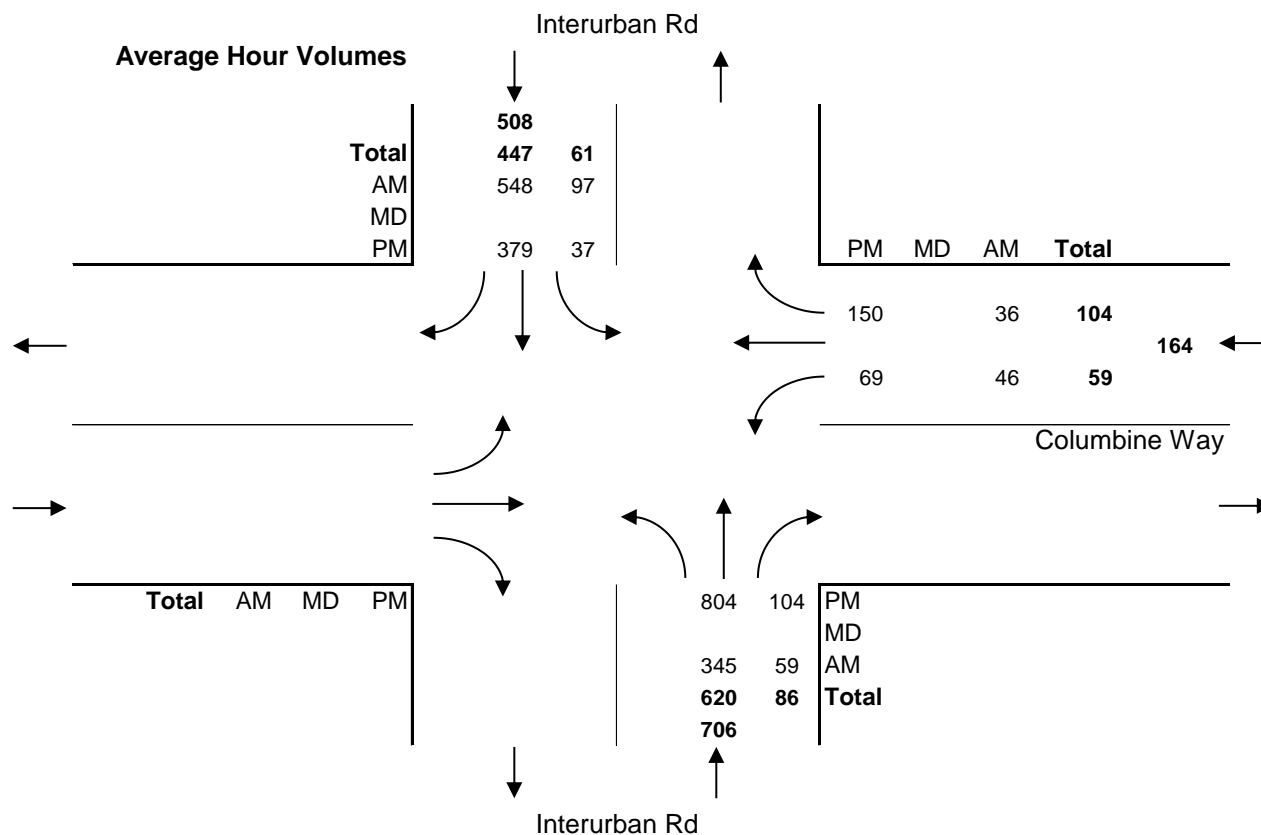 Interurban Rd
Average Hour Volumes
508
Total 447 61
AM 548 97
MD
PM 379 37
PM MD AM Total
150 36 104
164
69 46 59
Columbine Way
Total AM MD PM
804 104 PM
MD
345 59 AM
620 86 Total
706
Interurban Rd